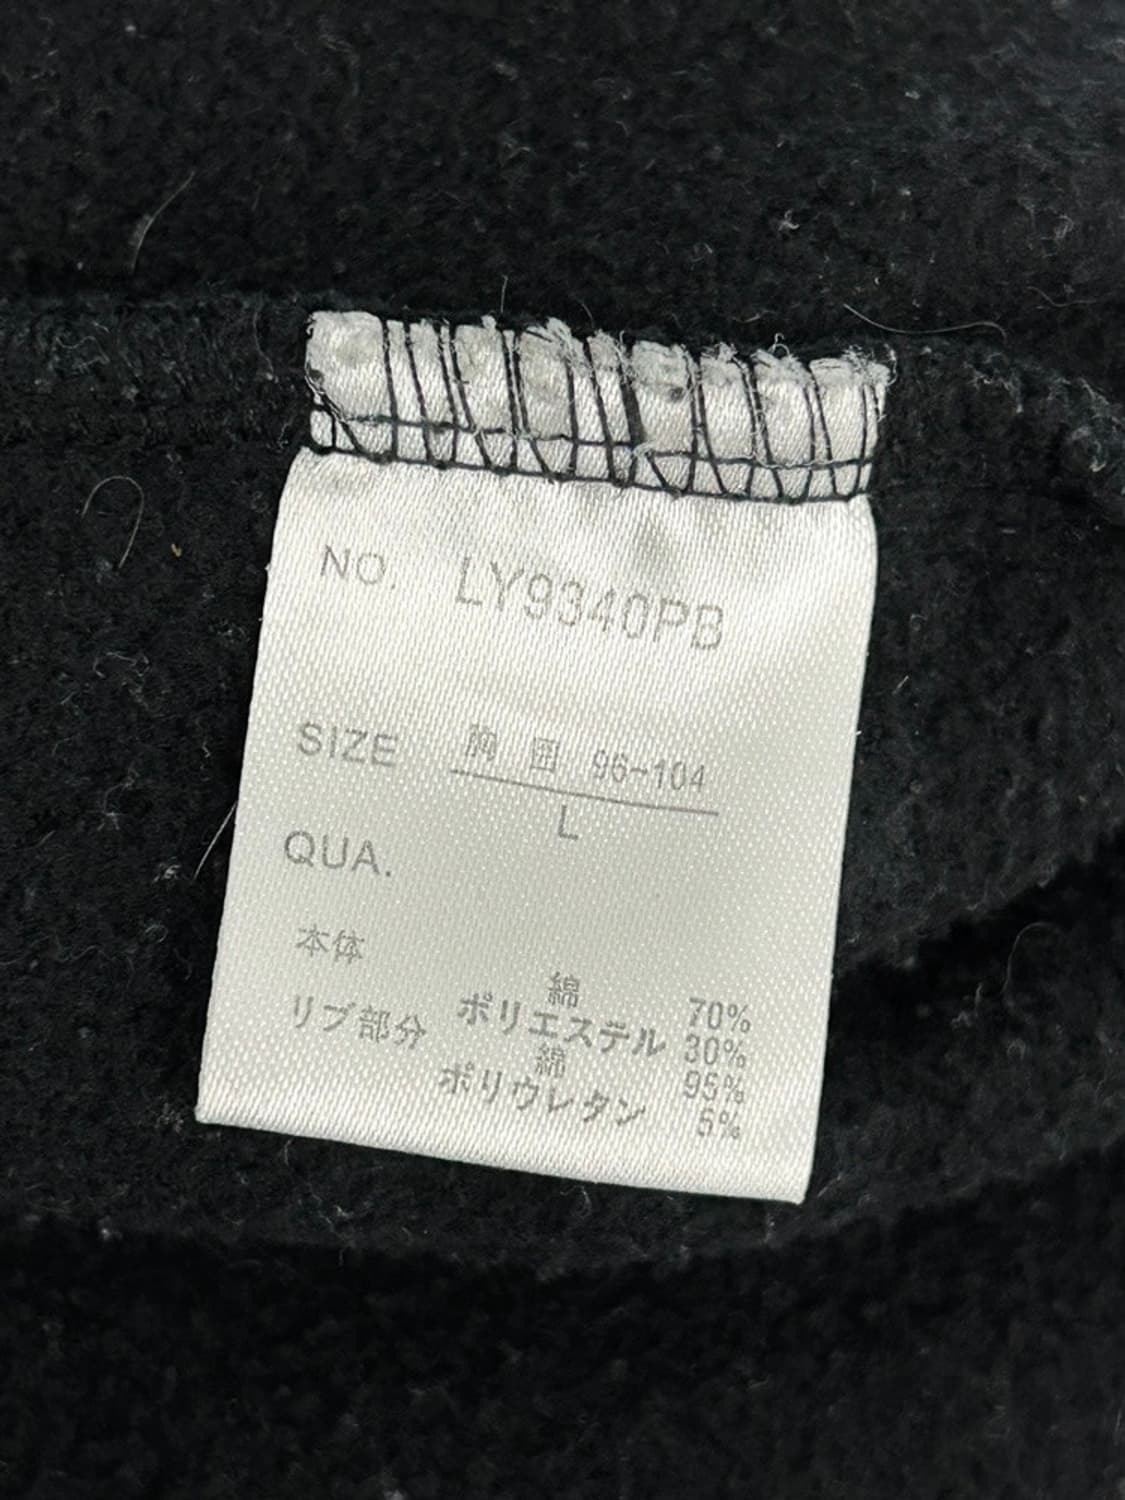 NO. LY9340PB
SIZE 胸囲 96-104
L
QUA.
本体 綿 70%
ポリエステル 30%
リブ部分 綿 95%
ポリウレタン 5%